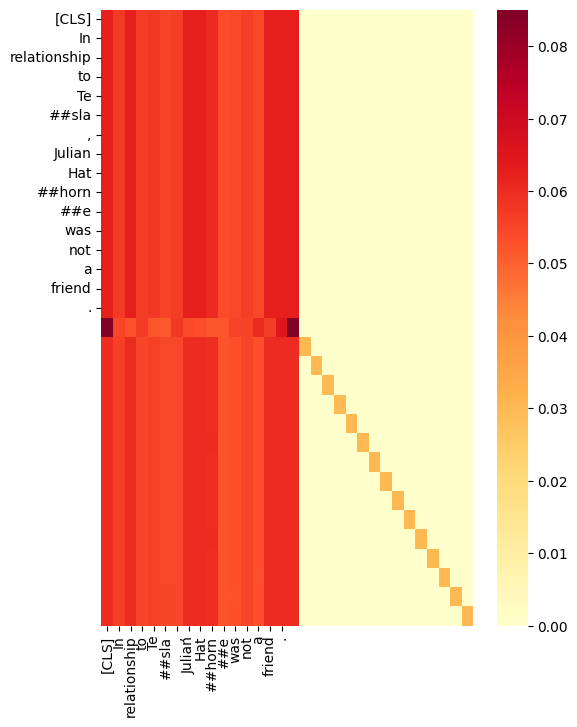 [CLS]
In
relationship
to
Te
##sla
,
Julian
Hat
##horn
##e
was
not
a
friend
.
0.08
0.07
0.06
0.05
0.04
0.03
0.02
0.01
0.00
[CLS]
In
relationship
to
Te
##sla
,
Julian
Hat
##horn
##e
was
not
a
friend
.